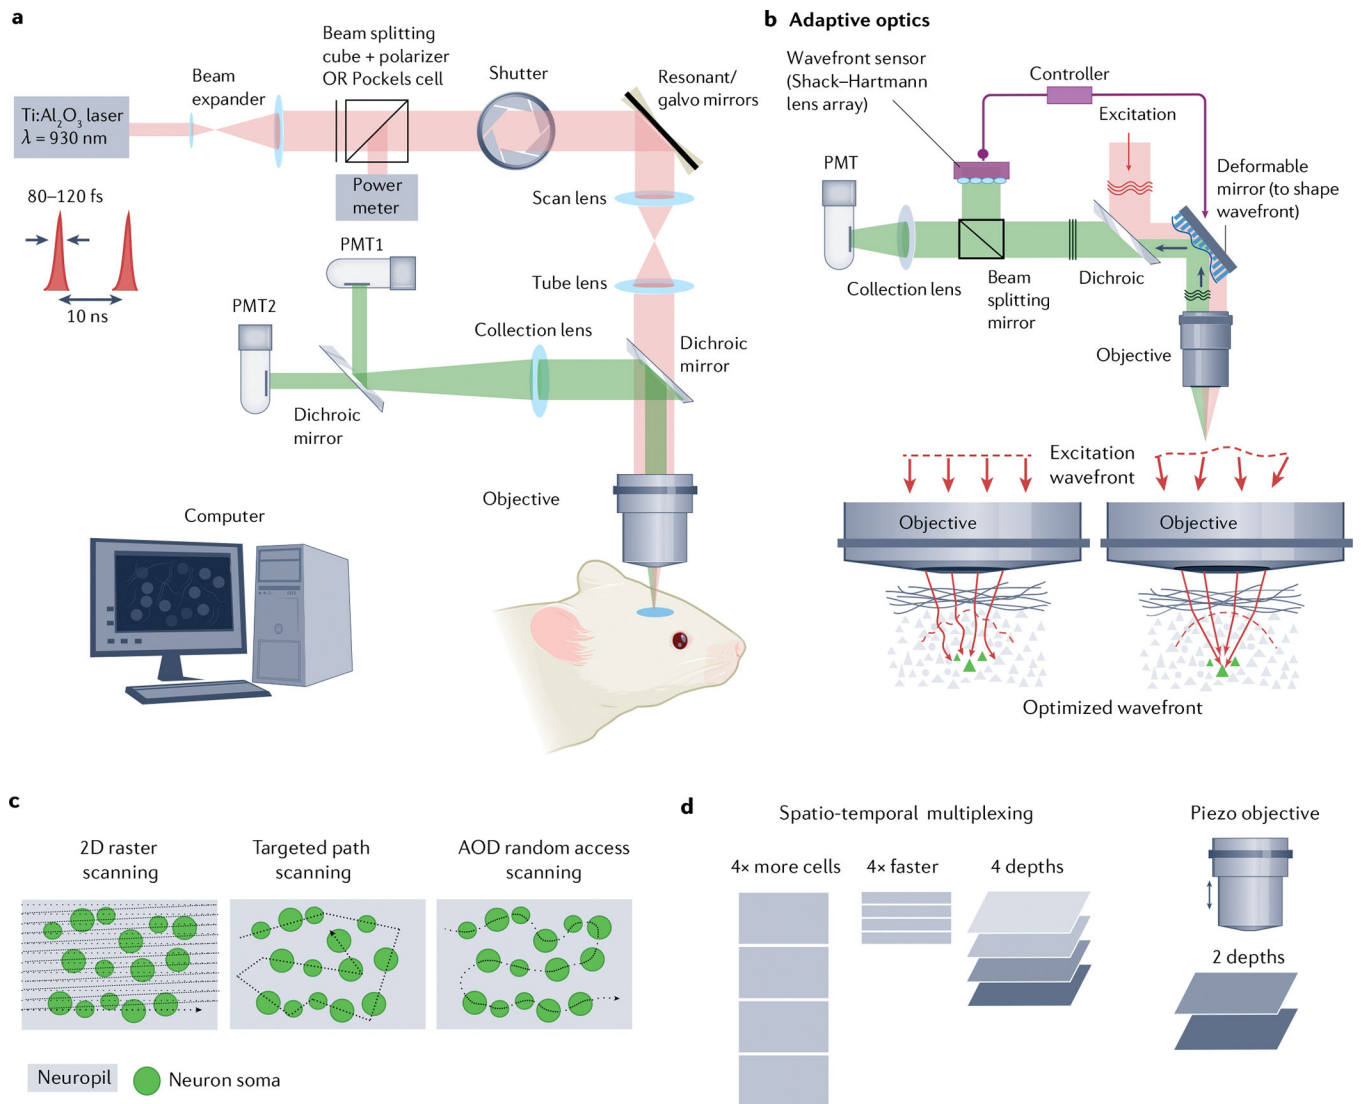 a
Beam splitting
cube + polarizer
OR Pockels cell
Beam
expander
Shutter
Resonant/
galvo mirrors
Ti:Al₂O₃ laser
λ = 930 nm
Power
meter
80–120 fs
10 ns
Scan lens
PMT1
Tube lens
PMT2
Collection lens
Dichroic
mirror
Dichroic
mirror
Objective
Computer
b Adaptive optics
Wavefront sensor
(Shack–Hartmann
lens array)
Controller
Excitation
PMT
Deformable
mirror (to shape
wavefront)
Collection lens
Beam
splitting
mirror
Dichroic
Objective
Excitation
wavefront
Objective
Objective
Optimized wavefront
c
2D raster
scanning
Targeted path
scanning
AOD random access
scanning
Neuropil
Neuron soma
d
Spatio-temporal multiplexing
4× more cells
4× faster
4 depths
Piezo objective
2 depths